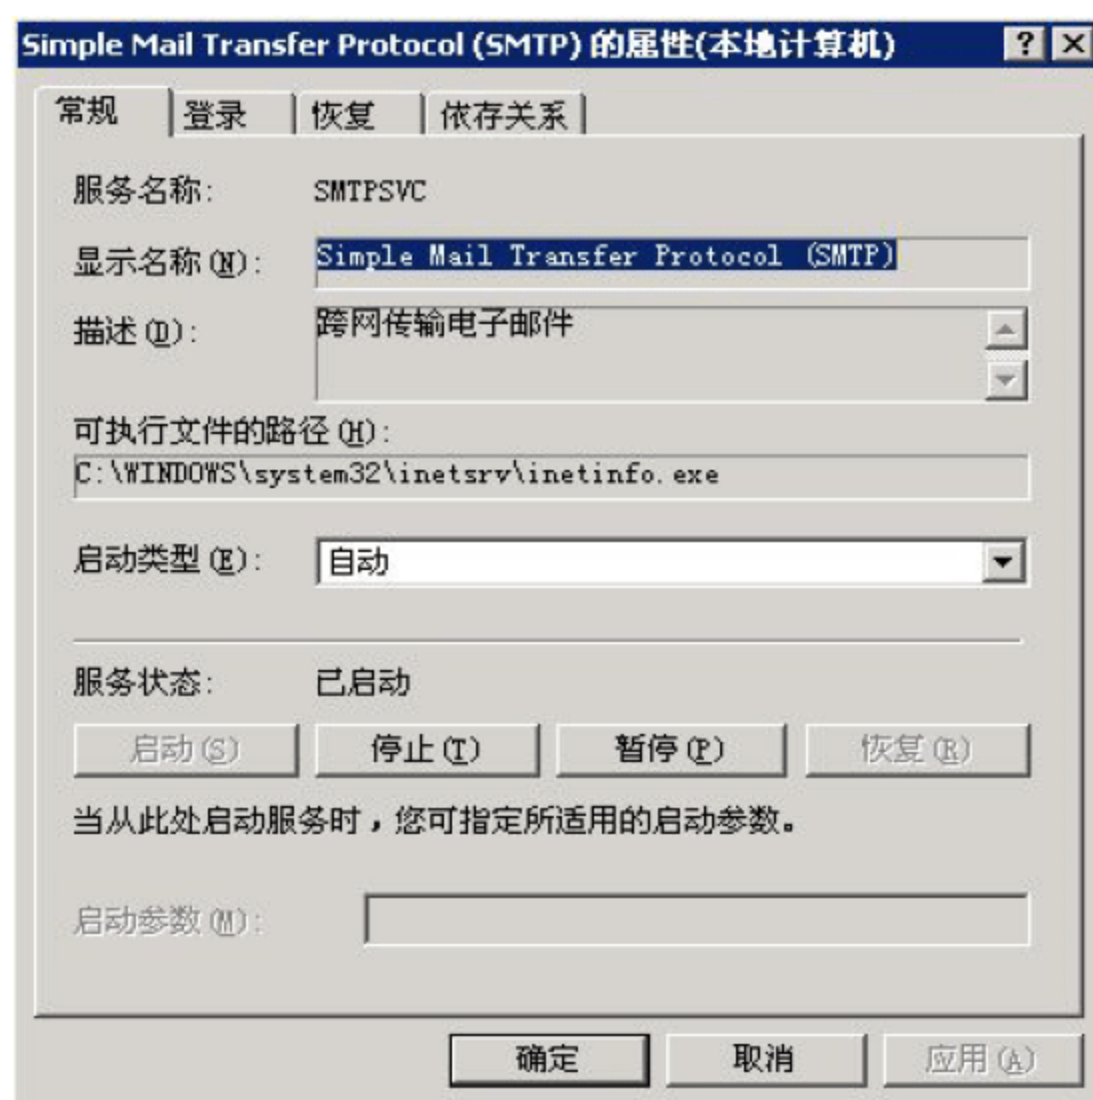 Simple Mail Transfer Protocol (SMTP) 的属性(本地计算机)
常规 登录 恢复 依存关系
服务名称: SMTPSVC
显示名称(N): Simple Mail Transfer Protocol (SMTP)
描述(D): 跨网传输电子邮件
可执行文件的路径(H):
C:\WINDOWS\system32\inetsrv\inetinfo.exe
启动类型(E): 自动
服务状态: 已启动
启动(S) 停止(T) 暂停(P) 恢复(R)
当从此处启动服务时，您可指定所适用的启动参数。
启动参数(M):
确定 取消 应用(A)